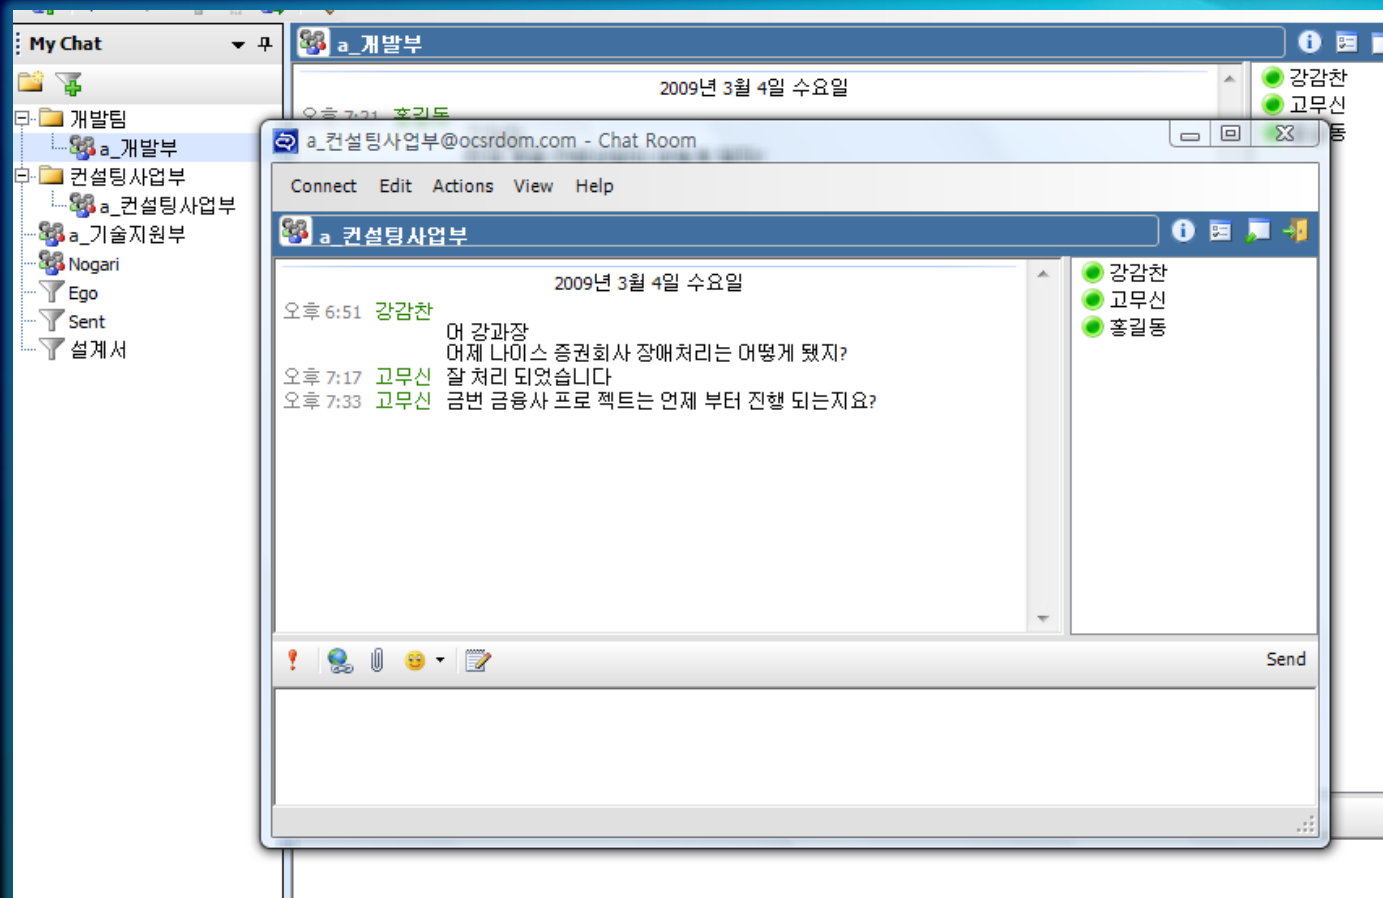 My Chat
개발팀
a_개발부
컨설팅사업부
a_컨설팅사업부
a_기술지원부
Nogari
Ego
Sent
설계서
a_개발부
2009년 3월 4일 수요일
오후 7:21 홍길동
강감찬
고무신
동
a_컨설팅사업부@ocsrdom.com - Chat Room
Connect Edit Actions View Help
a_컨설팅사업부
2009년 3월 4일 수요일
오후 6:51 강감찬
어 강과장
어제 나이스 증권회사 장애처리는 어떻게 됐지?
오후 7:17 고무신 잘 처리 되었습니다
오후 7:33 고무신 금번 금융사 프로 젝트는 언제 부터 진행 되는지요?
강감찬
고무신
홍길동
Send